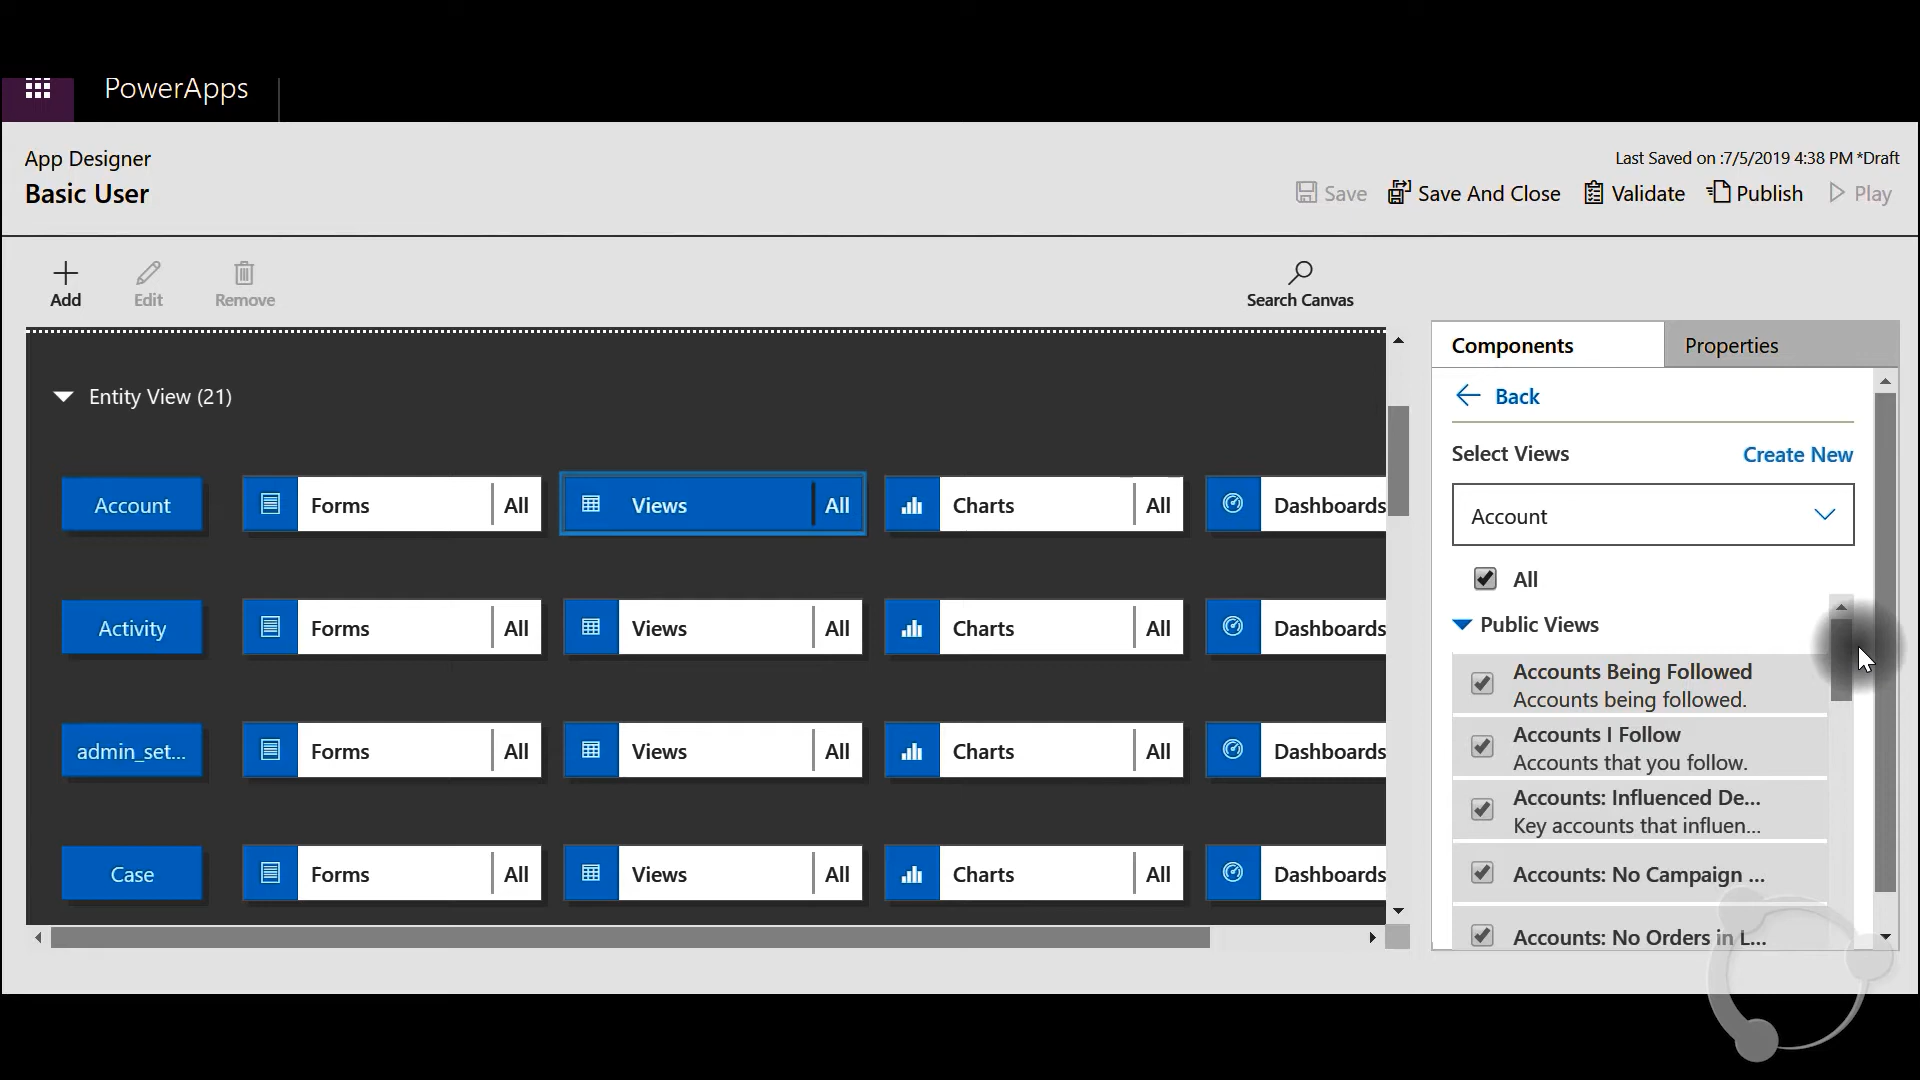 PowerApps
App Designer
Last Saved on :7/5/2019 4:38 PM *Draft
Basic User
Save
Save And Close
Validate
Publish
Play
Add
Edit
Remove
Search Canvas
Components
Properties
Entity View (21)
Back
Select Views
Create New
Account
All
Public Views
Accounts Being Followed
Accounts being followed.
Accounts I Follow
Accounts that you follow.
Accounts: Influenced De...
Key accounts that influen...
Accounts: No Campaign ...
Accounts: No Orders in L...
Account Forms All Views All Charts All Dashboards
Activity Forms All Views All Charts All Dashboards
admin_set... Forms All Views All Charts All Dashboards
Case Forms All Views All Charts All Dashboards